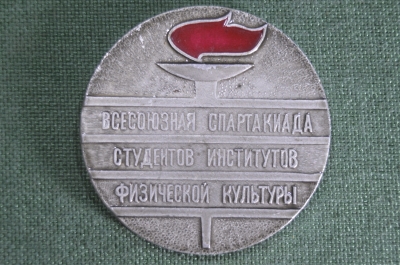 ВСЕСОЮЗНАЯ СПАРТАКИАДА
СТУДЕНТОВ ИНСТИТУТОВ
ФИЗИЧЕСКОЙ КУЛЬТУРЫ